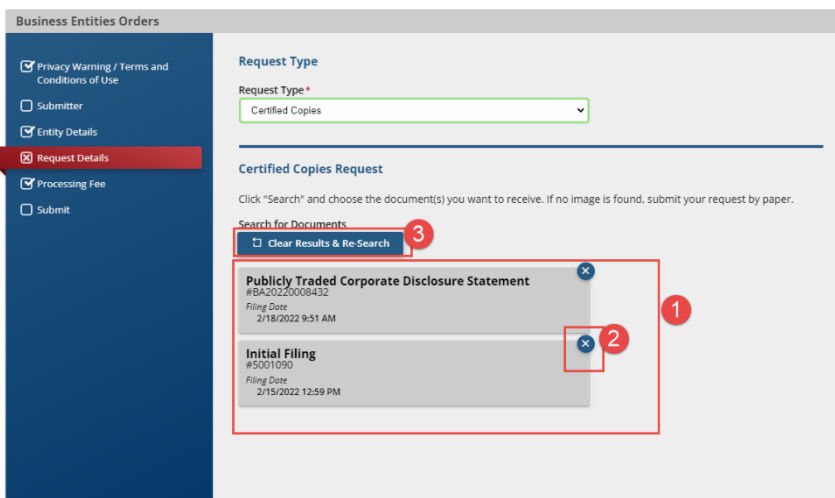 Business Entities Orders
Privacy Warning / Terms and
Conditions of Use
Submitter
Entity Details
Request Details
Processing Fee
Submit
Request Type
Request Type *
Certified Copies
Certified Copies Request
Click "Search" and choose the document(s) you want to receive. If no image is found, submit your request by paper.
Search for Documents
Clear Results & Re-Search
3
Publicly Traded Corporate Disclosure Statement
#BA20220008432
Filing Date
2/18/2022 9:51 AM
1
2
Initial Filing
#5001090
Filing Date
2/15/2022 12:59 PM